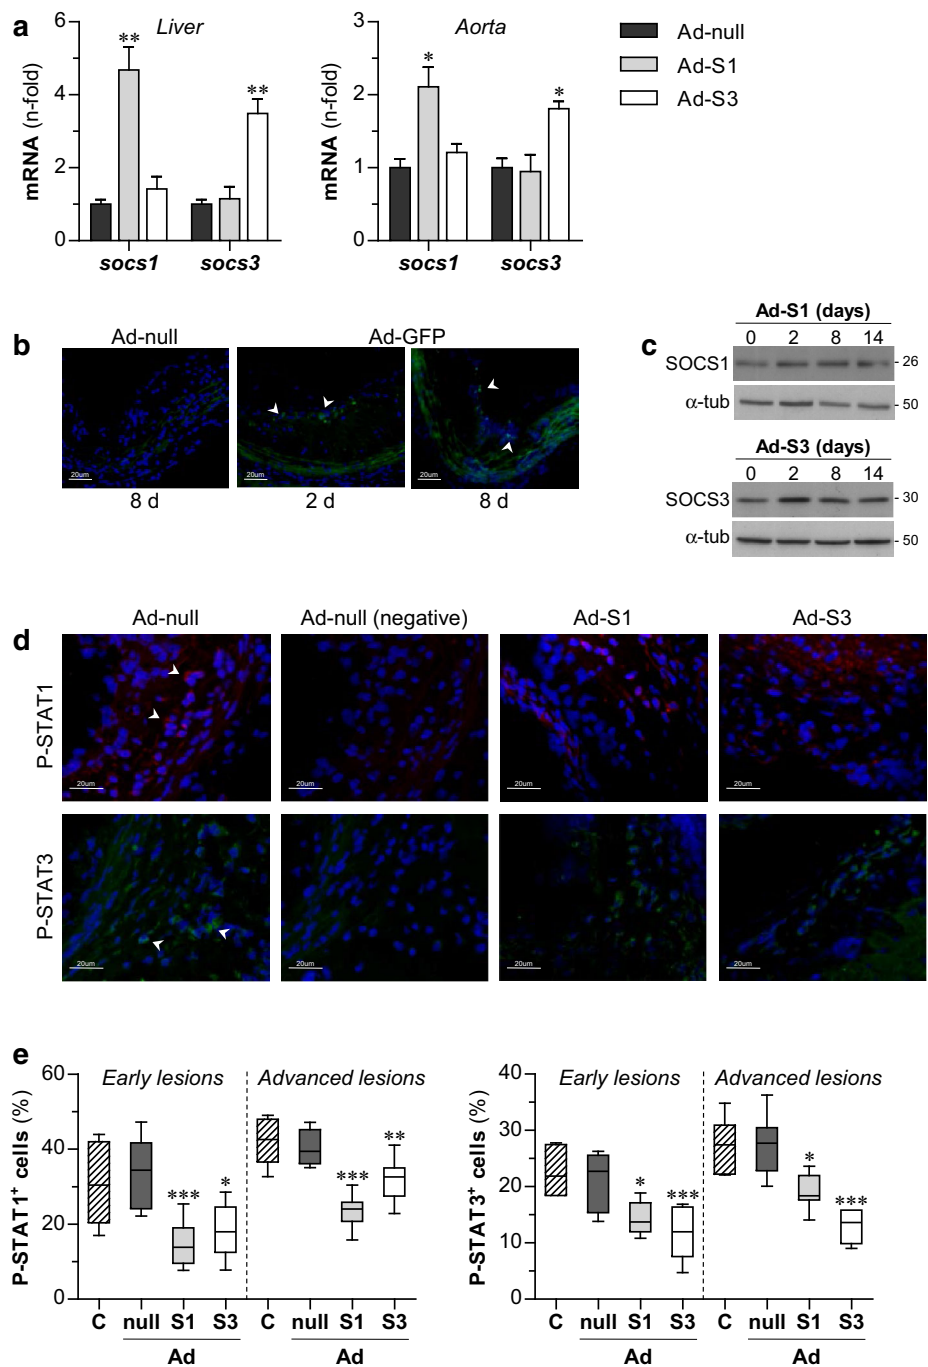 a
Liver
Aorta
Ad-null
Ad-S1
Ad-S3
mRNA (n-fold)
6
4
2
0
**
**
socs1
socs3
mRNA (n-fold)
3
2
1
0
*
*
socs1
socs3
b
Ad-null
Ad-GFP
20um
20um
20um
8 d
2 d
8 d
c
Ad-S1 (days)
0 2 8 14
SOCS1
- 26
α-tub
- 50
Ad-S3 (days)
0 2 8 14
SOCS3
- 30
α-tub
- 50
d
Ad-null
Ad-null (negative)
Ad-S1
Ad-S3
P-STAT1
20um
20um
20um
20um
P-STAT3
20um
20um
20um
20um
e
P-STAT1+ cells (%)
60
40
20
0
Early lesions
Advanced lesions
***
*
***
**
C null S1 S3 C null S1 S3
Ad
Ad
P-STAT3+ cells (%)
40
30
20
10
0
Early lesions
Advanced lesions
*
***
*
***
C null S1 S3 C null S1 S3
Ad
Ad